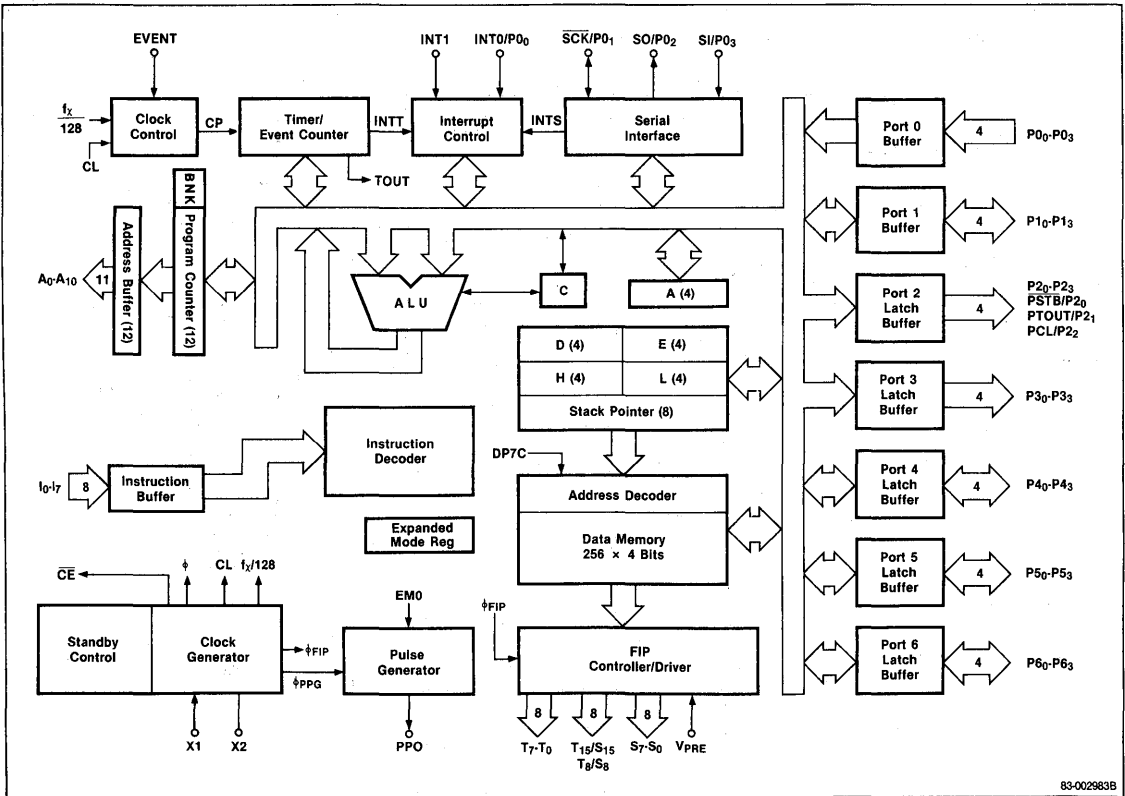 EVENT
INT1
INT0/P0₀
SCK/P0₁
SO/P0₂
SI/P0₃
fX
128
CL
Clock
Control
CP
Timer/
Event Counter
INTT
TOUT
Interrupt
Control
INTS
Serial
Interface
Port 0
Buffer
4
P0₀-P0₃
Port 1
Buffer
4
P1₀-P1₃
Port 2
Latch
Buffer
4
P2₀-P2₃
PSTB/P2₀
PTOUT/P2₁
PCL/P2₂
Port 3
Latch
Buffer
4
P3₀-P3₃
Port 4
Latch
Buffer
4
P4₀-P4₃
Port 5
Latch
Buffer
4
P5₀-P5₃
Port 6
Latch
Buffer
4
P6₀-P6₃
A₀-A₁₀
11
Address Buffer (12)
BNK
Program Counter (12)
ALU
C
A (4)
D (4)
E (4)
H (4)
L (4)
Stack Pointer (8)
DP7C
Address Decoder
Data Memory
256 × 4 Bits
I₀-I₇
8
Instruction
Buffer
Instruction
Decoder
Expanded
Mode Reg
CE
ϕ
CL
fX/128
Standby
Control
Clock
Generator
ϕFIP
ϕPPG
X1
X2
EM0
Pulse
Generator
PPO
ϕFIP
FIP
Controller/Driver
8
8
8
T₇-T₀
T₁₅/S₁₅
T₈/S₈
S₇-S₀
VPRE
83-002983B